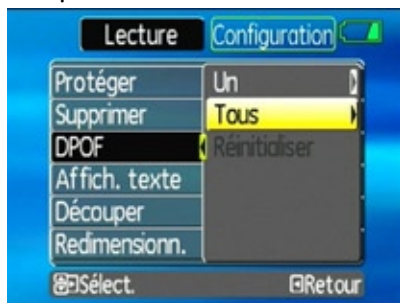 Lecture Configuration
Protéger Un
Supprimer Tous
DPOF Réinitialiser
Affich. texte
Découper
Redimensionn.
Sélect. Retour